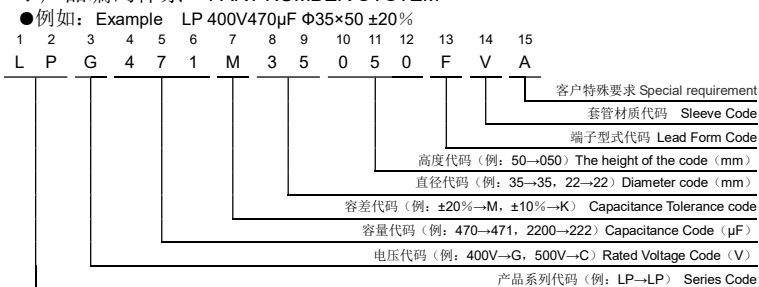 ●例如：Example LP 400V470μF Φ35×50 ±20%
1 2 3 4 5 6 7 8 9 10 11 12 13 14 15
L P G 4 7 1 M 3 5 0 5 0 F V A
客户特殊要求 Special requirement
套管材质代码 Sleeve Code
端子型式代码 Lead Form Code
高度代码（例：50→050）The height of the code（mm）
直径代码（例：35→35，22→22）Diameter code（mm）
容差代码（例：±20%→M，±10%→K） Capacitance Tolerance code
容量代码（例：470→471，2200→222）Capacitance Code（μF）
电压代码（例：400V→G，500V→C）Rated Voltage Code（V）
产品系列代码（例：LP→LP） Series Code